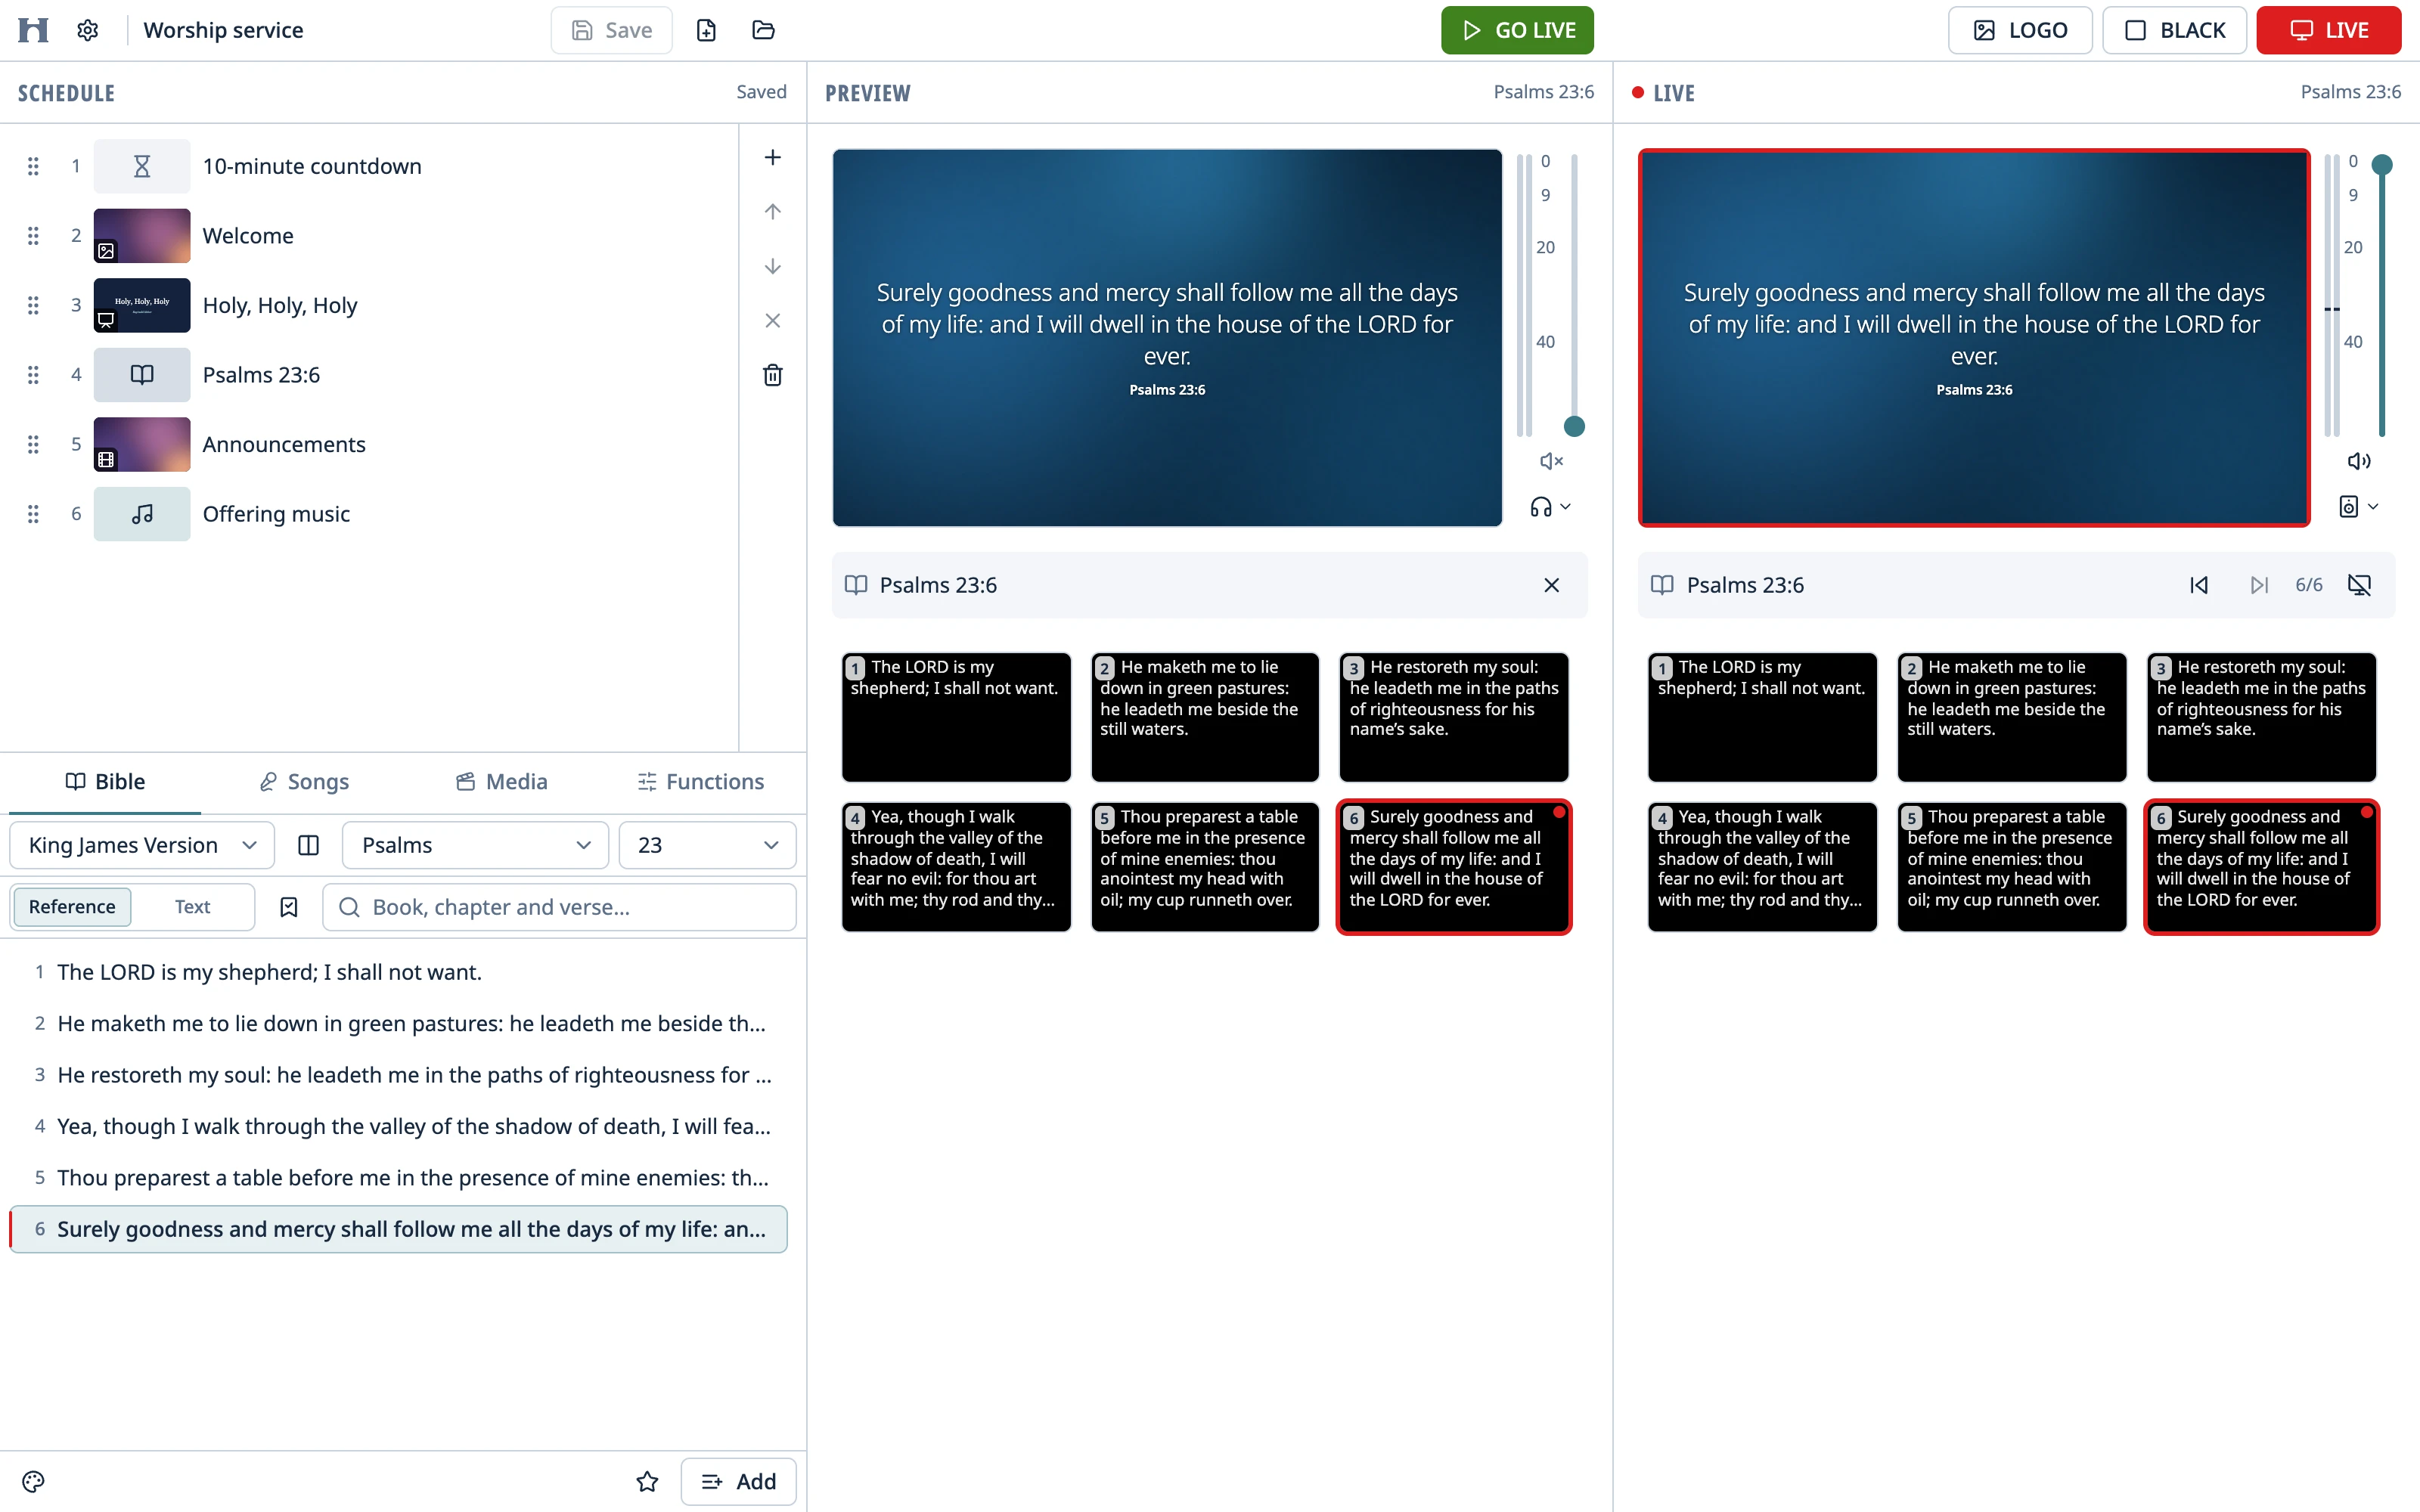 Worship service
Save
GO LIVE
LOGO
BLACK
LIVE
SCHEDULE
Saved
1 10-minute countdown
2 Welcome
3 Holy, Holy, Holy Holy, Holy, Holy
4 Psalms 23:6
5 Announcements
6 Offering music
Bible
Songs
Media
Functions
King James Version
Psalms
23
Reference
Text
Book, chapter and verse...
1 The LORD is my shepherd; I shall not want.
2 He maketh me to lie down in green pastures: he leadeth me beside th...
3 He restoreth my soul: he leadeth me in the paths of righteousness for ...
4 Yea, though I walk through the valley of the shadow of death, I will fea...
5 Thou preparest a table before me in the presence of mine enemies: th...
6 Surely goodness and mercy shall follow me all the days of my life: an...
Add
PREVIEW
Psalms 23:6
Surely goodness and mercy shall follow me all the days
of my life: and I will dwell in the house of the LORD for
ever.
Psalms 23:6
0
9
20
40
Psalms 23:6
1 The LORD is my
shepherd; I shall not want.
2 He maketh me to lie
down in green pastures:
he leadeth me beside the
still waters.
3 He restoreth my soul:
he leadeth me in the paths
of righteousness for his
name’s sake.
4 Yea, though I walk
through the valley of the
shadow of death, I will
fear no evil: for thou art
with me; thy rod and thy...
5 Thou preparest a table
before me in the presence
of mine enemies: thou
anointest my head with
oil; my cup runneth over.
6 Surely goodness and
mercy shall follow me all
the days of my life: and I
will dwell in the house of
the LORD for ever.
LIVE
Psalms 23:6
Surely goodness and mercy shall follow me all the days
of my life: and I will dwell in the house of the LORD for
ever.
Psalms 23:6
0
9
20
40
Psalms 23:6
6/6
1 The LORD is my
shepherd; I shall not want.
2 He maketh me to lie
down in green pastures:
he leadeth me beside the
still waters.
3 He restoreth my soul:
he leadeth me in the paths
of righteousness for his
name’s sake.
4 Yea, though I walk
through the valley of the
shadow of death, I will
fear no evil: for thou art
with me; thy rod and thy...
5 Thou preparest a table
before me in the presence
of mine enemies: thou
anointest my head with
oil; my cup runneth over.
6 Surely goodness and
mercy shall follow me all
the days of my life: and I
will dwell in the house of
the LORD for ever.